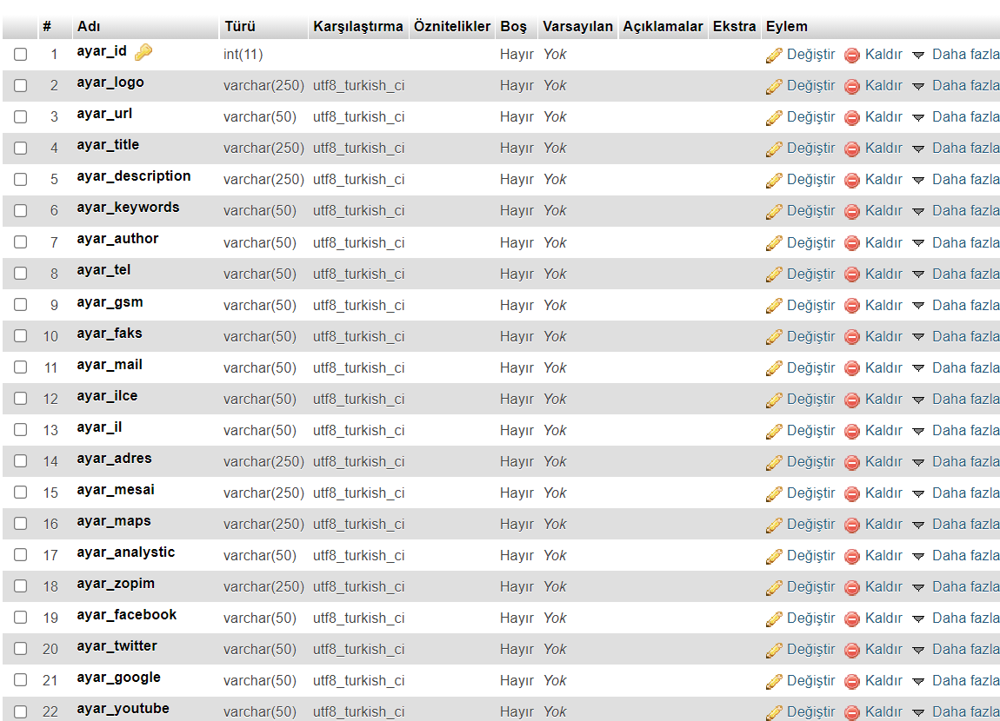 # Adı Türü Karşılaştırma Öznitelikler Boş Varsayılan Açıklamalar Ekstra Eylem
1 ayar_id int(11) Hayır Yok Değiştir Kaldır Daha fazla
2 ayar_logo varchar(250) utf8_turkish_ci Hayır Yok Değiştir Kaldır Daha fazla
3 ayar_url varchar(50) utf8_turkish_ci Hayır Yok Değiştir Kaldır Daha fazla
4 ayar_title varchar(250) utf8_turkish_ci Hayır Yok Değiştir Kaldır Daha fazla
5 ayar_description varchar(250) utf8_turkish_ci Hayır Yok Değiştir Kaldır Daha fazla
6 ayar_keywords varchar(50) utf8_turkish_ci Hayır Yok Değiştir Kaldır Daha fazla
7 ayar_author varchar(50) utf8_turkish_ci Hayır Yok Değiştir Kaldır Daha fazla
8 ayar_tel varchar(50) utf8_turkish_ci Hayır Yok Değiştir Kaldır Daha fazla
9 ayar_gsm varchar(50) utf8_turkish_ci Hayır Yok Değiştir Kaldır Daha fazla
10 ayar_faks varchar(50) utf8_turkish_ci Hayır Yok Değiştir Kaldır Daha fazla
11 ayar_mail varchar(50) utf8_turkish_ci Hayır Yok Değiştir Kaldır Daha fazla
12 ayar_ilce varchar(50) utf8_turkish_ci Hayır Yok Değiştir Kaldır Daha fazla
13 ayar_il varchar(50) utf8_turkish_ci Hayır Yok Değiştir Kaldır Daha fazla
14 ayar_adres varchar(250) utf8_turkish_ci Hayır Yok Değiştir Kaldır Daha fazla
15 ayar_mesai varchar(250) utf8_turkish_ci Hayır Yok Değiştir Kaldır Daha fazla
16 ayar_maps varchar(250) utf8_turkish_ci Hayır Yok Değiştir Kaldır Daha fazla
17 ayar_analystic varchar(50) utf8_turkish_ci Hayır Yok Değiştir Kaldır Daha fazla
18 ayar_zopim varchar(250) utf8_turkish_ci Hayır Yok Değiştir Kaldır Daha fazla
19 ayar_facebook varchar(50) utf8_turkish_ci Hayır Yok Değiştir Kaldır Daha fazla
20 ayar_twitter varchar(50) utf8_turkish_ci Hayır Yok Değiştir Kaldır Daha fazla
21 ayar_google varchar(50) utf8_turkish_ci Hayır Yok Değiştir Kaldır Daha fazla
22 ayar_youtube varchar(50) utf8_turkish_ci Hayır Yok Değiştir Kaldır Daha fazla